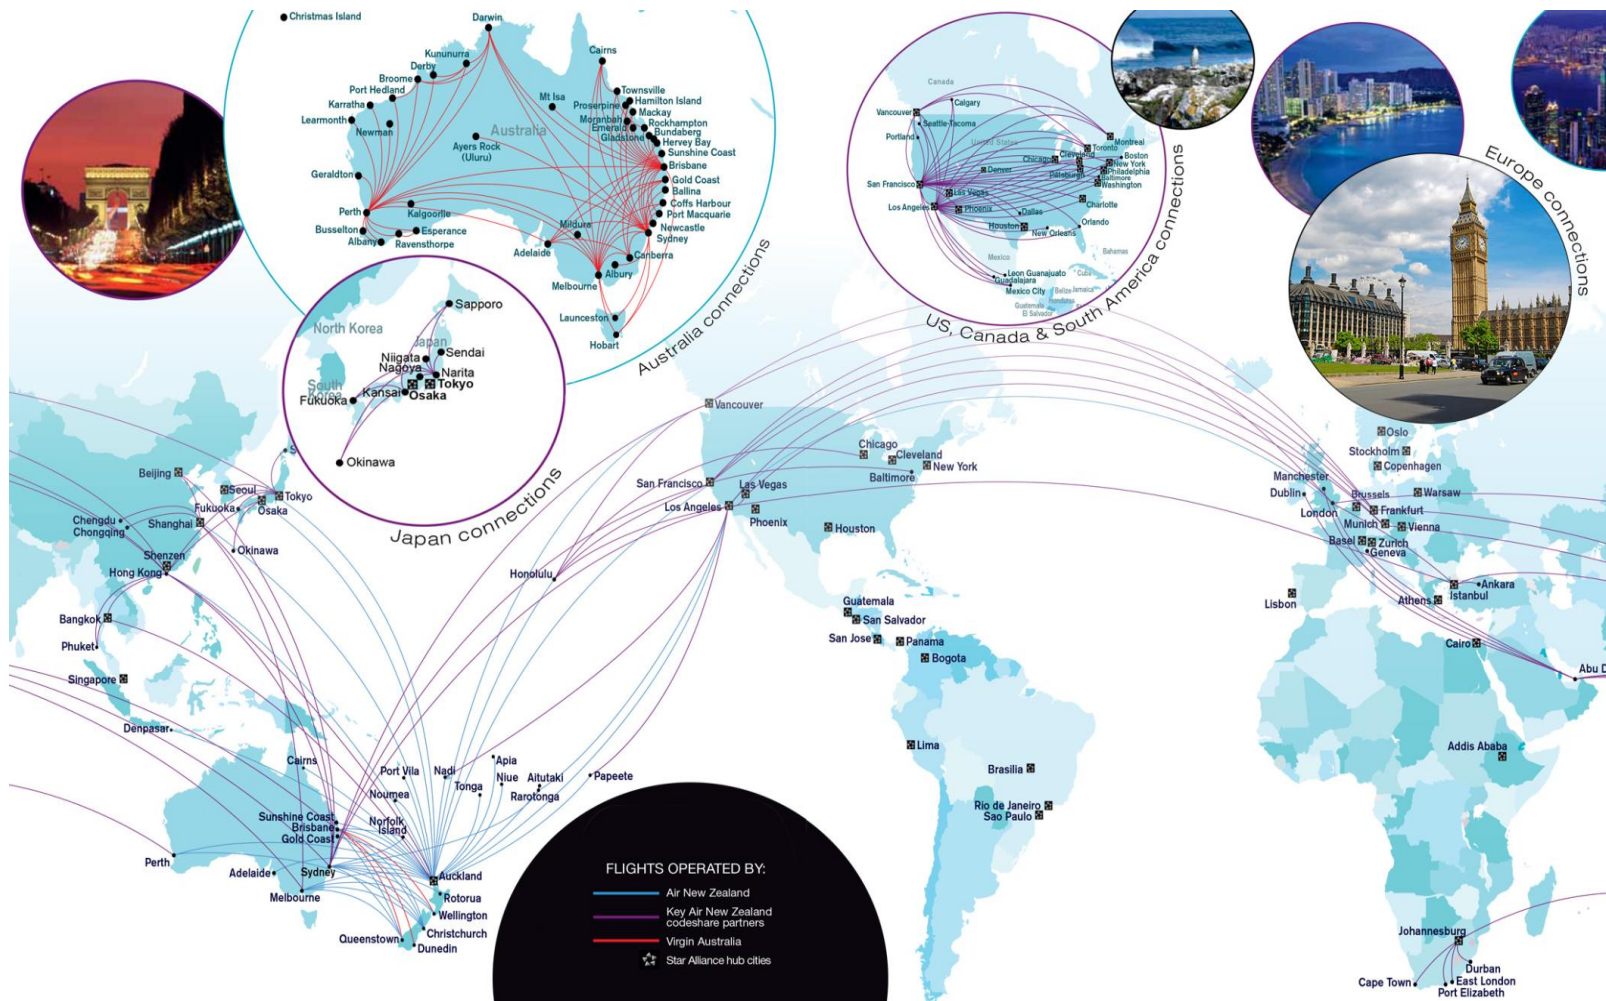 Christmas Island
Darwin
Kununurra
Derby
Broome
Port Hedland
Karratha
Learmonth
Newman
Geraldton
Perth
Busselton
Albany
Ravensthorpe
Esperance
Kalgoorlie
Mt Isa
Australia
Ayers Rock
(Uluru)
Cairns
Townsville
Hamilton Island
Proserpine
Mackay
Moranbah
Rockhampton
Emerald
Bundaberg
Gladstone
Hervey Bay
Sunshine Coast
Brisbane
Gold Coast
Ballina
Coffs Harbour
Port Macquarie
Newcastle
Sydney
Mildura
Adelaide
Canberra
Albury
Melbourne
Launceston
Hobart
Australia connections
Canada
Vancouver
Calgary
Seattle-Tacoma
Portland
United States
Montreal
Toronto
Chicago
Cleveland
Boston
New York
Philadelphia
Pittsburgh
Baltimore
Washington
Denver
San Francisco
Las Vegas
Los Angeles
Phoenix
Dallas
Charlotte
Houston
Orlando
New Orleans
Mexico
Bahamas
Leon Guanajuato
Guadalajara
Cuba
Mexico City
Belize
Jamaica
Honduras
Guatemala
El Salvador
US, Canada & South America connections
Europe connections
Sapporo
North Korea
Japan
Sendai
Niigata
Nagoya
Narita
Tokyo
South
Korea
Kansai
Osaka
Fukuoka
Okinawa
Japan connections
Beijing
S
Seoul
Tokyo
Fukuoka
Osaka
Chengdu
Chongqing
Shanghai
Okinawa
Shenzen
Hong Kong
Bangkok
Phuket
Singapore
Denpasar
Vancouver
Chicago
Cleveland
New York
Baltimore
San Francisco
Las Vegas
Los Angeles
Phoenix
Houston
Honolulu
Guatemala
San Salvador
San Jose
Panama
Bogota
Lima
Brasilia
Rio de Janeiro
Sao Paulo
Oslo
Stockholm
Copenhagen
Manchester
Dublin
London
Brussels
Warsaw
Frankfurt
Munich
Vienna
Basel
Zurich
Geneva
Ankara
Istanbul
Athens
Lisbon
Cairo
Abu D
Addis Ababa
Johannesburg
Durban
East London
Cape Town
Port Elizabeth
Cairns
Port Vila
Nadi
Apia
Niue
Aitutaki
Papeete
Tonga
Rarotonga
Noumea
Norfolk
Island
Sunshine Coast
Brisbane
Gold Coast
Perth
Adelaide
Sydney
Melbourne
Auckland
Rotorua
Wellington
Christchurch
Queenstown
Dunedin
FLIGHTS OPERATED BY:
Air New Zealand
Key Air New Zealand
codeshare partners
Virgin Australia
Star Alliance hub cities